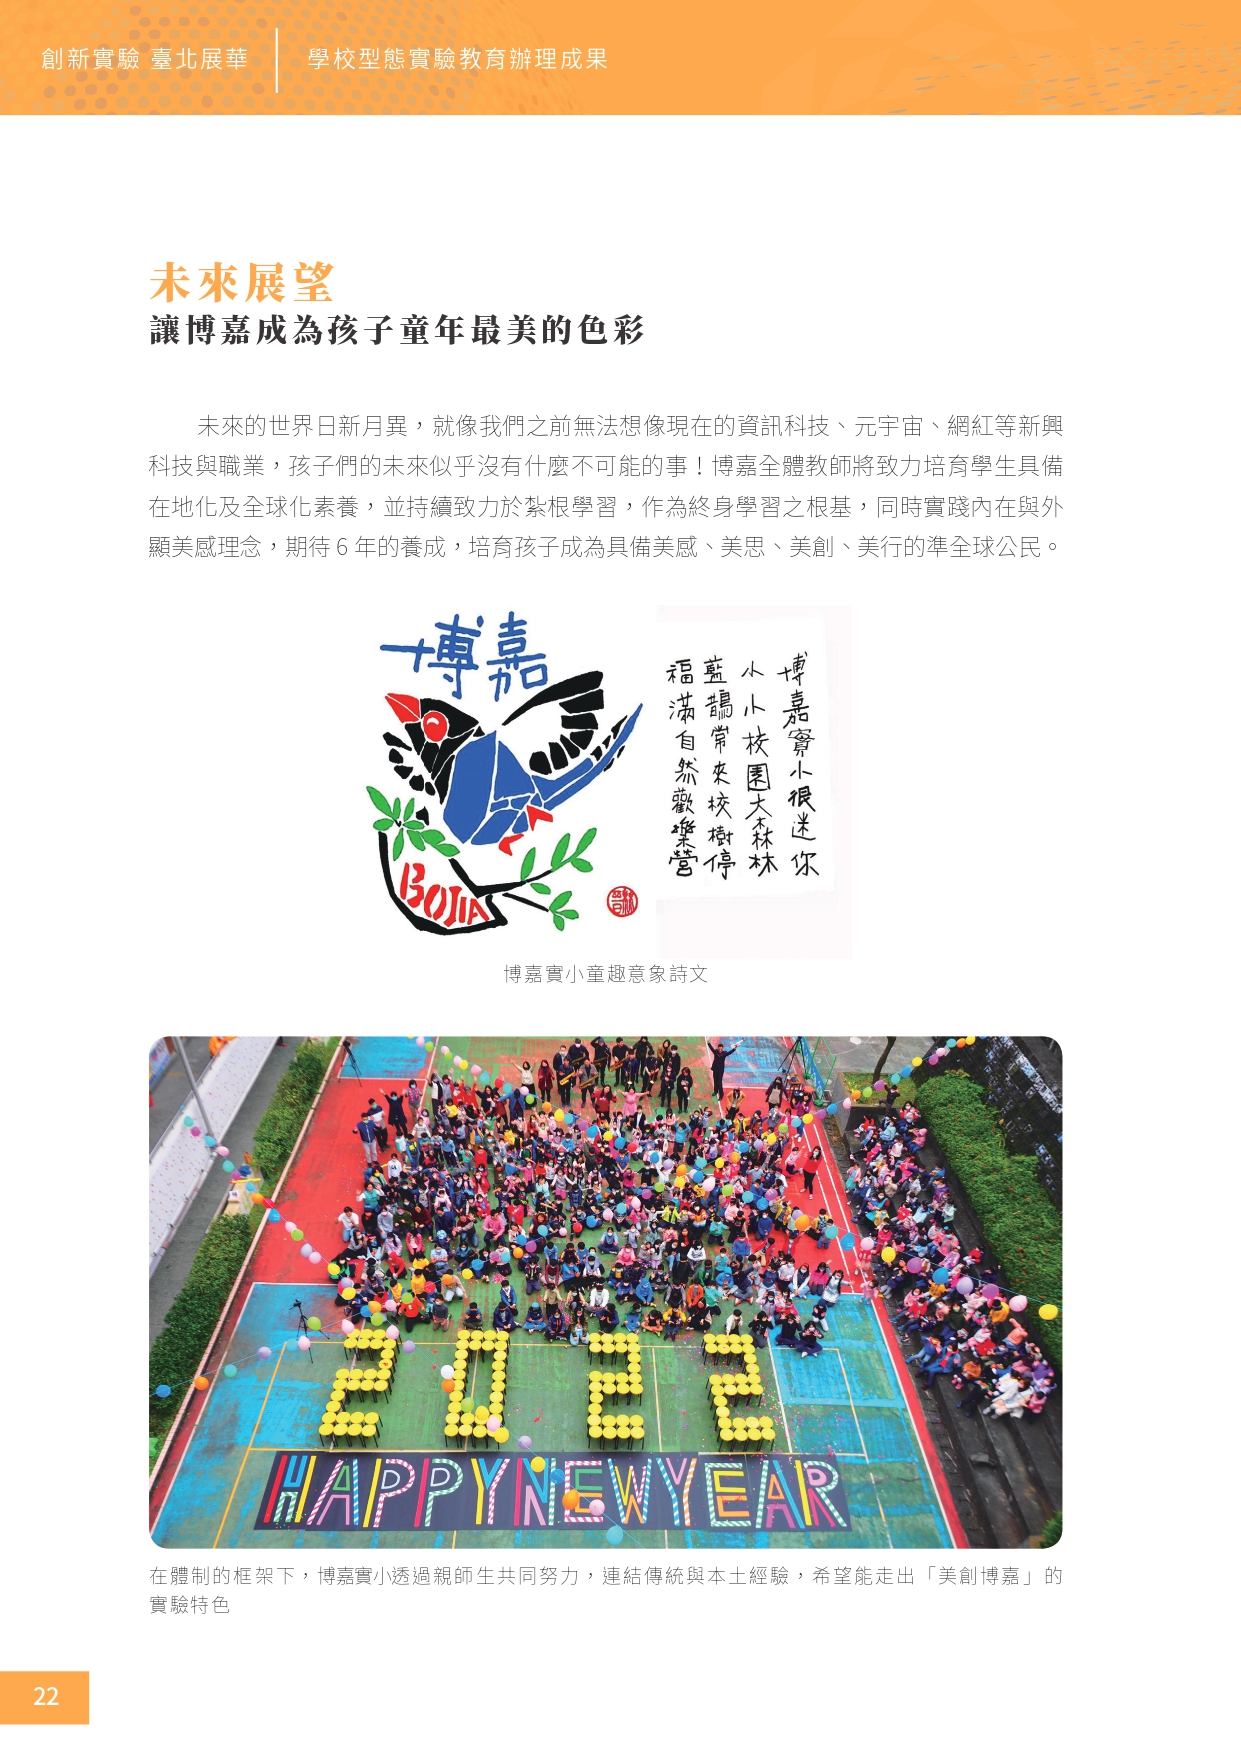 創新實驗 臺北展華
學校型態實驗教育辦理成果
未來展望
讓博嘉成為孩子童年最美的色彩
未來的世界日新月異，就像我們之前無法想像現在的資訊科技、元宇宙、網紅等新興
科技與職業，孩子們的未來似乎沒有什麼不可能的事！博嘉全體教師將致力培育學生具備
在地化及全球化素養，並持續致力於紮根學習，作為終身學習之根基，同時實踐內在與外
顯美感理念，期待 6 年的養成，培育孩子成為具備美感、美思、美創、美行的準全球公民。
博嘉
BOJIA
博嘉實小很迷你
小小校園大森林
藍鵲常來校樹停
福滿自然歡樂營
博嘉實小童趣意象詩文
2022
HAPPY NEW YEAR
在體制的框架下，博嘉實小透過親師生共同努力，連結傳統與本土經驗，希望能走出「美創博嘉」的
實驗特色
22